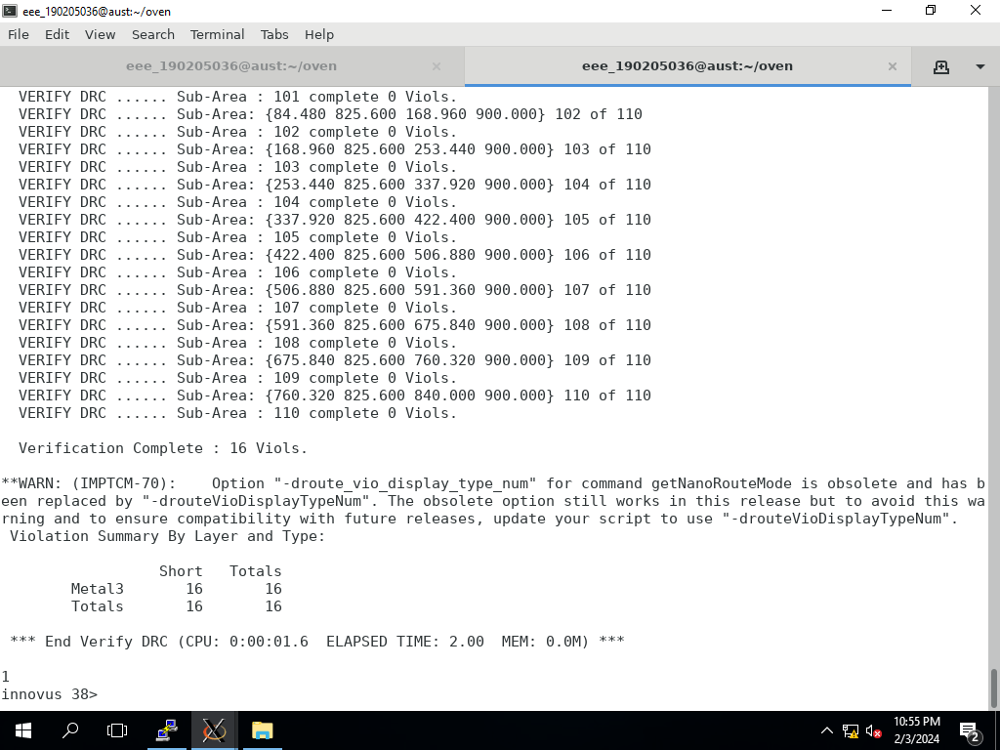 eee_190205036@aust:~/oven
File Edit View Search Terminal Tabs Help
eee_190205036@aust:~/oven × eee_190205036@aust:~/oven ×
VERIFY DRC ...... Sub-Area : 101 complete 0 Viols.
VERIFY DRC ...... Sub-Area: {84.480 825.600 168.960 900.000} 102 of 110
VERIFY DRC ...... Sub-Area : 102 complete 0 Viols.
VERIFY DRC ...... Sub-Area: {168.960 825.600 253.440 900.000} 103 of 110
VERIFY DRC ...... Sub-Area : 103 complete 0 Viols.
VERIFY DRC ...... Sub-Area: {253.440 825.600 337.920 900.000} 104 of 110
VERIFY DRC ...... Sub-Area : 104 complete 0 Viols.
VERIFY DRC ...... Sub-Area: {337.920 825.600 422.400 900.000} 105 of 110
VERIFY DRC ...... Sub-Area : 105 complete 0 Viols.
VERIFY DRC ...... Sub-Area: {422.400 825.600 506.880 900.000} 106 of 110
VERIFY DRC ...... Sub-Area : 106 complete 0 Viols.
VERIFY DRC ...... Sub-Area: {506.880 825.600 591.360 900.000} 107 of 110
VERIFY DRC ...... Sub-Area : 107 complete 0 Viols.
VERIFY DRC ...... Sub-Area: {591.360 825.600 675.840 900.000} 108 of 110
VERIFY DRC ...... Sub-Area : 108 complete 0 Viols.
VERIFY DRC ...... Sub-Area: {675.840 825.600 760.320 900.000} 109 of 110
VERIFY DRC ...... Sub-Area : 109 complete 0 Viols.
VERIFY DRC ...... Sub-Area: {760.320 825.600 840.000 900.000} 110 of 110
VERIFY DRC ...... Sub-Area : 110 complete 0 Viols.
Verification Complete : 16 Viols.
**WARN: (IMPTCM-70): Option "-droute_vio_display_type_num" for command getNanoRouteMode is obsolete and has b
een replaced by "-drouteVioDisplayTypeNum". The obsolete option still works in this release but to avoid this wa
rning and to ensure compatibility with future releases, update your script to use "-drouteVioDisplayTypeNum".
Violation Summary By Layer and Type:
Short Totals
Metal3 16 16
Totals 16 16
*** End Verify DRC (CPU: 0:00:01.6 ELAPSED TIME: 2.00 MEM: 0.0M) ***
1
innovus 38>
10:55 PM
2/3/2024
2